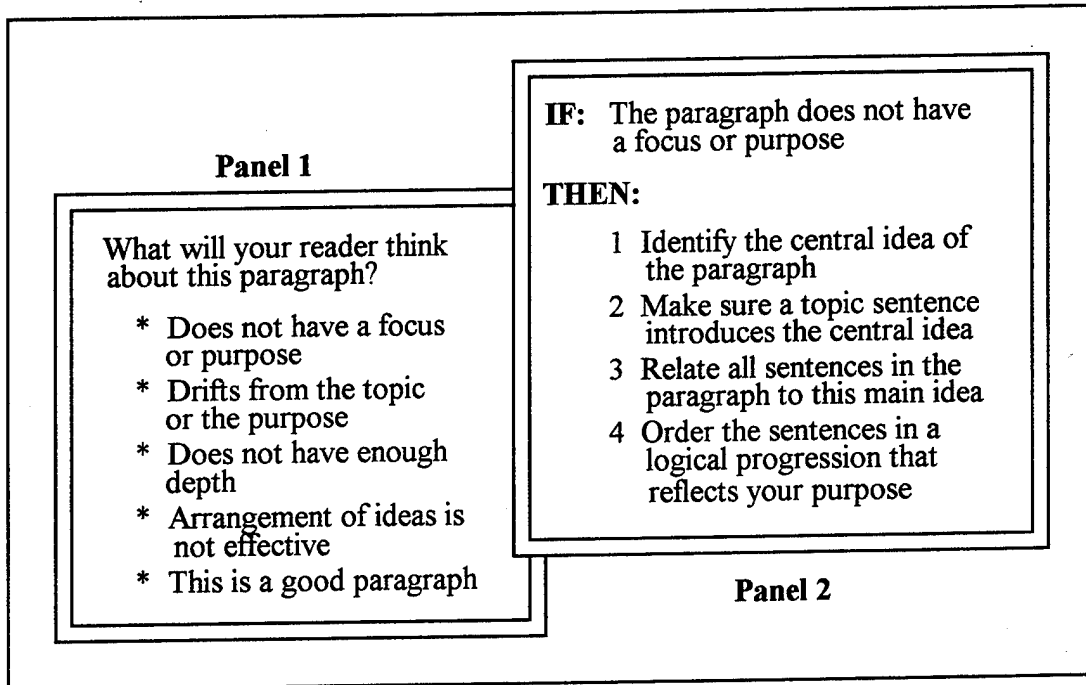 Panel 1
What will your reader think
about this paragraph?
* Does not have a focus
or purpose
* Drifts from the topic
or the purpose
* Does not have enough
depth
* Arrangement of ideas is
not effective
* This is a good paragraph
IF: The paragraph does not have
a focus or purpose
THEN:
1 Identify the central idea of
the paragraph
2 Make sure a topic sentence
introduces the central idea
3 Relate all sentences in the
paragraph to this main idea
4 Order the sentences in a
logical progression that
reflects your purpose
Panel 2